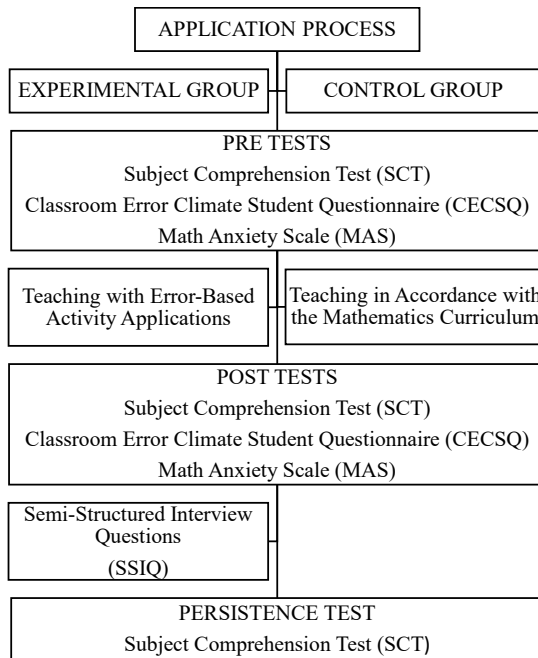 APPLICATION PROCESS
EXPERIMENTAL GROUP
CONTROL GROUP
PRE TESTS
Subject Comprehension Test (SCT)
Classroom Error Climate Student Questionnaire (CECSQ)
Math Anxiety Scale (MAS)
Teaching with Error-Based
Activity Applications
Teaching in Accordance with
the Mathematics Curriculum
POST TESTS
Subject Comprehension Test (SCT)
Classroom Error Climate Student Questionnaire (CECSQ)
Math Anxiety Scale (MAS)
Semi-Structured Interview
Questions
(SSIQ)
PERSISTENCE TEST
Subject Comprehension Test (SCT)